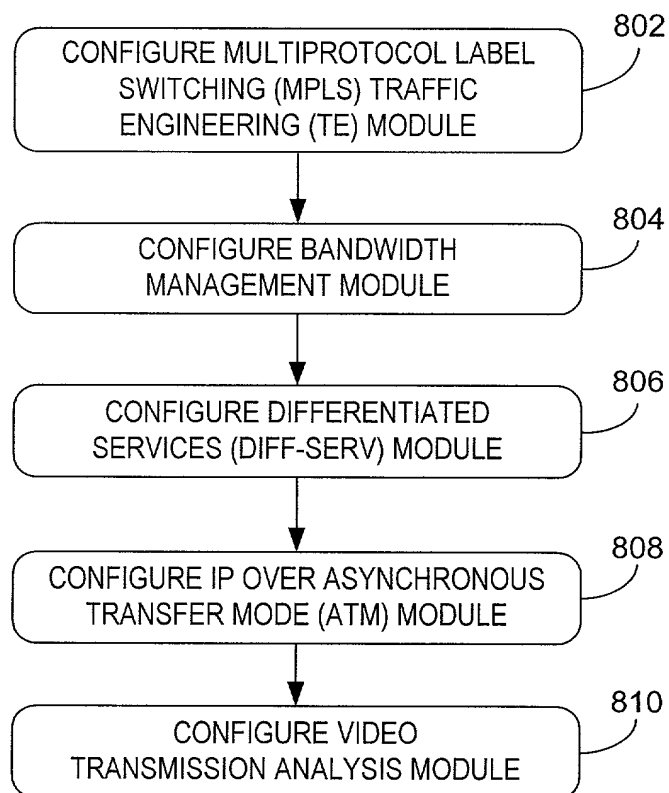 802
CONFIGURE MULTIPROTOCOL LABEL
SWITCHING (MPLS) TRAFFIC
ENGINEERING (TE) MODULE
804
CONFIGURE BANDWIDTH
MANAGEMENT MODULE
806
CONFIGURE DIFFERENTIATED
SERVICES (DIFF-SERV) MODULE
808
CONFIGURE IP OVER ASYNCHRONOUS
TRANSFER MODE (ATM) MODULE
810
CONFIGURE VIDEO
TRANSMISSION ANALYSIS MODULE